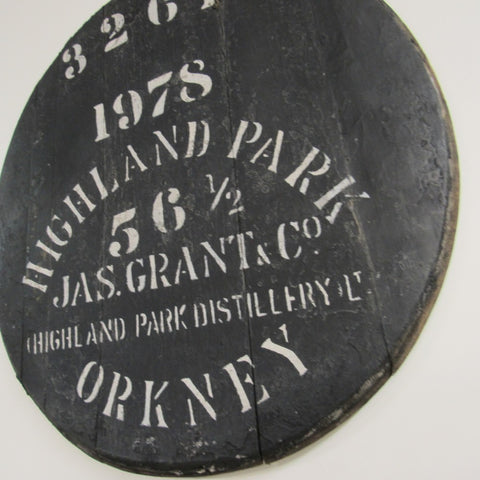 326
1978
HIGHLAND PARK
56 ½
JAS. GRANT & Cº
(HIGHLAND PARK DISTILLERY) LT
ORKNEY